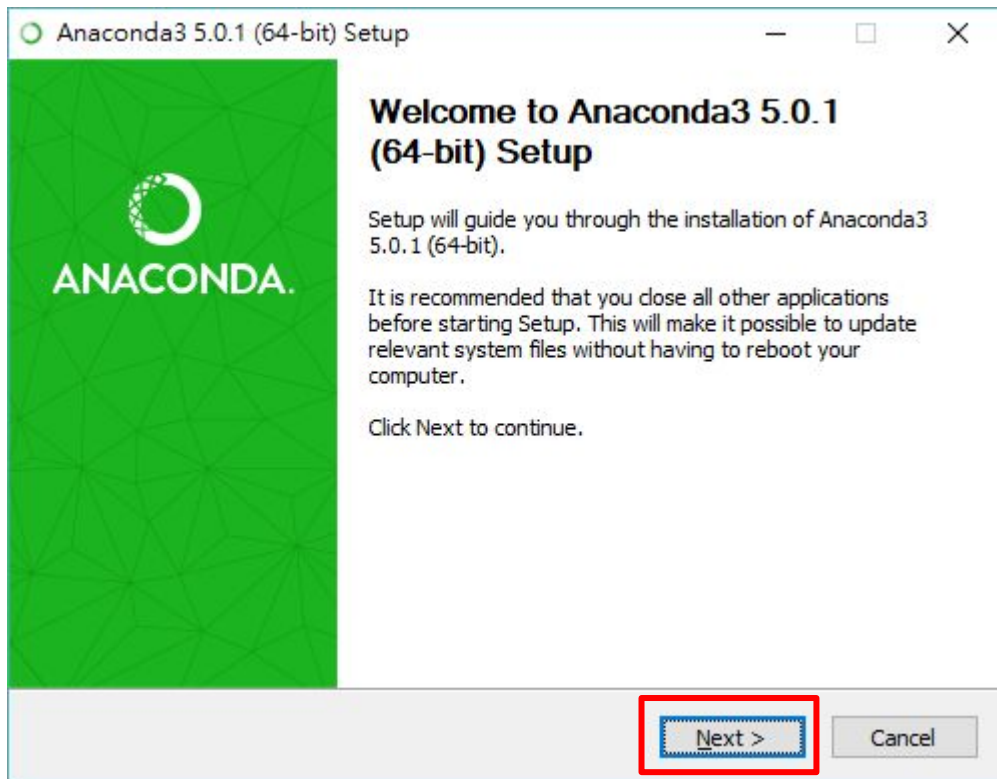 Anaconda3 5.0.1 (64-bit) Setup
Welcome to Anaconda3 5.0.1
(64-bit) Setup
ANACONDA.
Setup will guide you through the installation of Anaconda3
5.0.1 (64-bit).
It is recommended that you close all other applications
before starting Setup. This will make it possible to update
relevant system files without having to reboot your
computer.
Click Next to continue.
Next >
Cancel